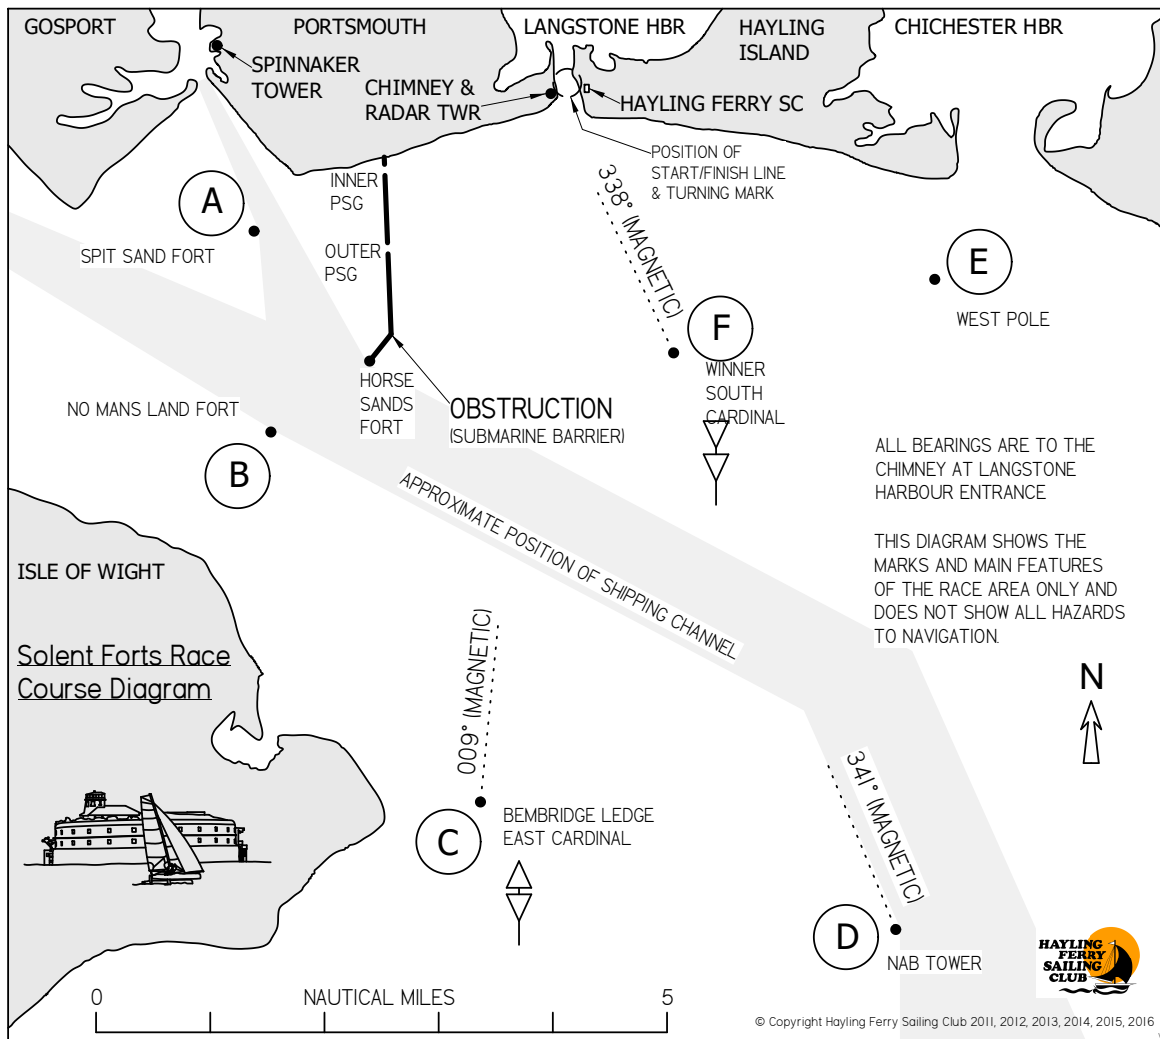 GOSPORT
PORTSMOUTH
LANGSTONE HBR
HAYLING
ISLAND
CHICHESTER HBR
SPINNAKER
TOWER
CHIMNEY &
RADAR TWR
HAYLING FERRY SC
POSITION OF
START/FINISH LINE
& TURNING MARK
INNER
PSG
OUTER
PSG
338° (MAGNETIC)
A
SPIT SAND FORT
E
WEST POLE
F
WINNER
SOUTH
CARDINAL
HORSE
SANDS
FORT
OBSTRUCTION
(SUBMARINE BARRIER)
NO MANS LAND FORT
B
ALL BEARINGS ARE TO THE
CHIMNEY AT LANGSTONE
HARBOUR ENTRANCE
THIS DIAGRAM SHOWS THE
MARKS AND MAIN FEATURES
OF THE RACE AREA ONLY AND
DOES NOT SHOW ALL HAZARDS
TO NAVIGATION.
APPROXIMATE POSITION OF SHIPPING CHANNEL
ISLE OF WIGHT
Solent Forts Race
Course Diagram
009° (MAGNETIC)
N
341° (MAGNETIC)
C
BEMBRIDGE LEDGE
EAST CARDINAL
D
NAB TOWER
HAYLING
FERRY
SAILING
CLUB
0
NAUTICAL MILES
5
© Copyright Hayling Ferry Sailing Club 2011, 2012, 2013, 2014, 2015, 2016